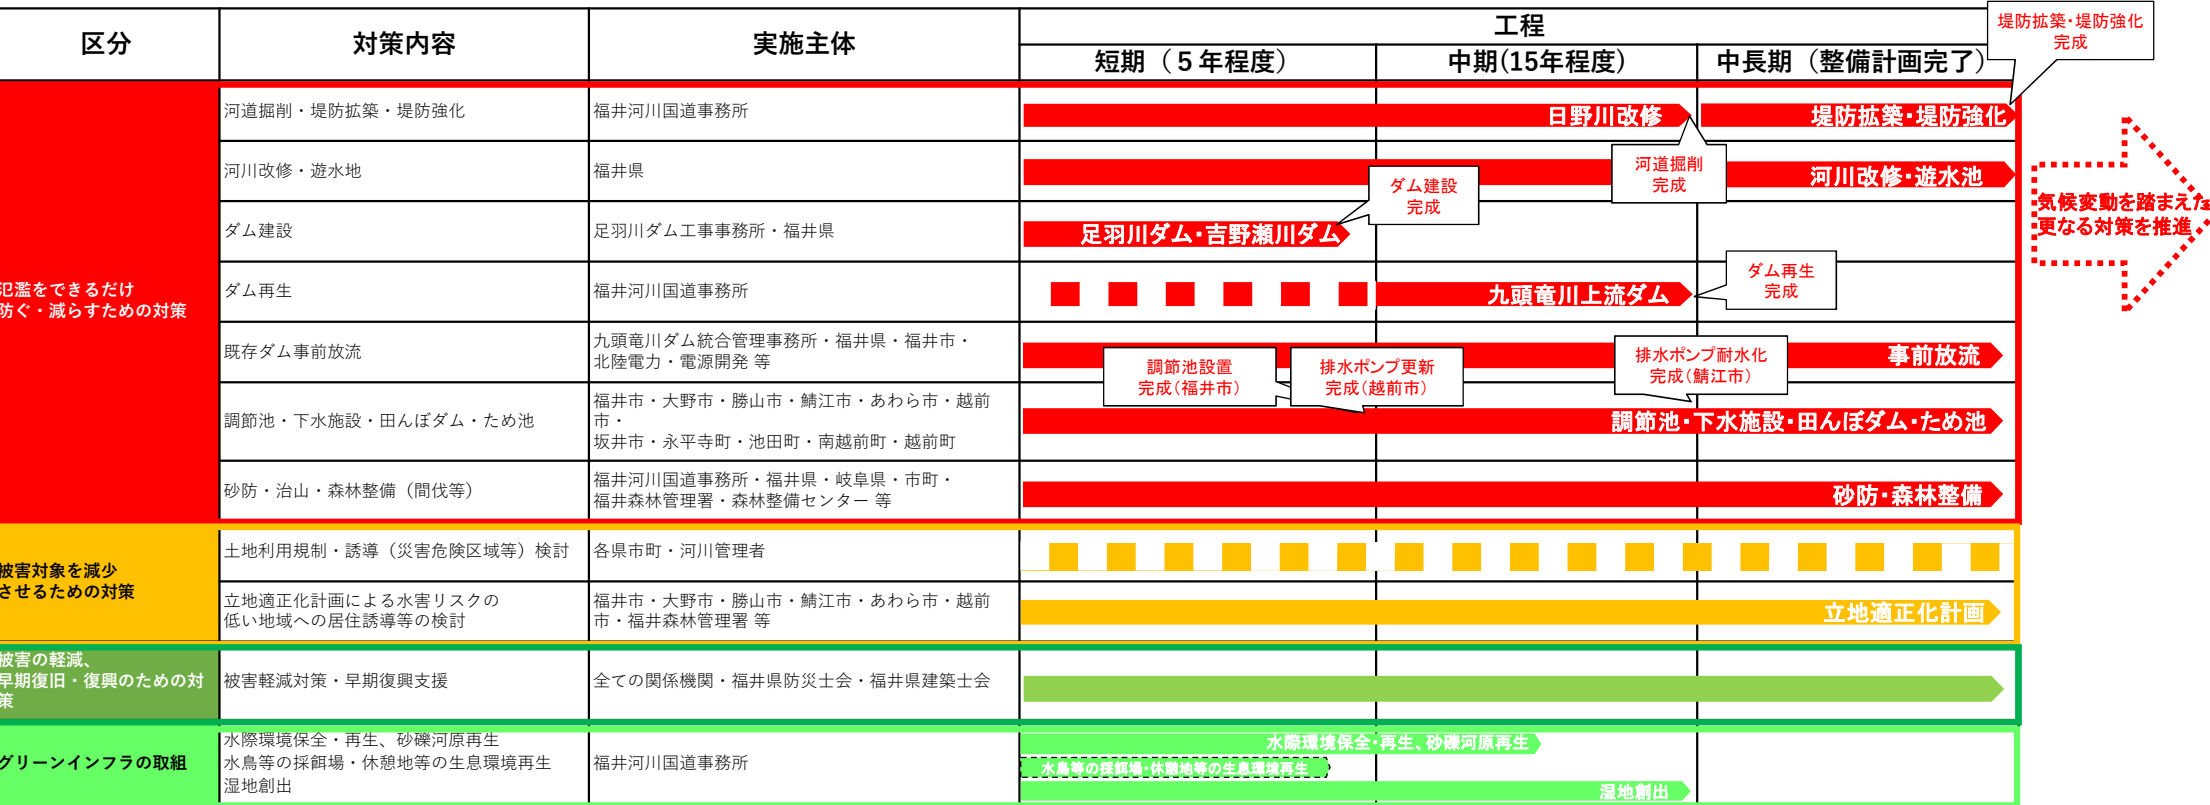 区分
対策内容
実施主体
工程
短期（５年程度）
中期(15年程度)
中長期（整備計画完了）
堤防拡築・堤防強化
完成
氾濫をできるだけ
防ぐ・減らすための対策
河道掘削・堤防拡築・堤防強化
福井河川国道事務所
日野川改修
堤防拡築・堤防強化
河道掘削
完成
河川改修・遊水地
福井県
河川改修・遊水池
ダム建設
完成
ダム建設
足羽川ダム工事事務所・福井県
足羽川ダム・吉野瀬川ダム
気候変動を踏まえた
更なる対策を推進
ダム再生
福井河川国道事務所
九頭竜川上流ダム
ダム再生
完成
既存ダム事前放流
九頭竜川ダム統合管理事務所・福井県・福井市・
北陸電力・電源開発 等
事前放流
調節池設置
完成（福井市）
排水ポンプ更新
完成（越前市）
排水ポンプ耐水化
完成（鯖江市）
調節池・下水施設・田んぼダム・ため池
福井市・大野市・勝山市・鯖江市・あわら市・越前
市・
坂井市・永平寺町・池田町・南越前町・越前町
調節池・下水施設・田んぼダム・ため池
砂防・治山・森林整備（間伐等）
福井河川国道事務所・福井県・岐阜県・市町・
福井森林管理署・森林整備センター 等
砂防・森林整備
被害対象を減少
させるための対策
土地利用規制・誘導（災害危険区域等）検討
各県市町・河川管理者
立地適正化計画による水害リスクの
低い地域への居住誘導等の検討
福井市・大野市・勝山市・鯖江市・あわら市・越前
市・福井森林管理署 等
立地適正化計画
被害の軽減、
早期復旧・復興のための対
策
被害軽減対策・早期復興支援
全ての関係機関・福井県防災士会・福井県建築士会
グリーンインフラの取組
水際環境保全・再生、砂礫河原再生
水鳥等の採餌場・休憩地等の生息環境再生
湿地創出
福井河川国道事務所
水際環境保全・再生、砂礫河原再生
水鳥等の採餌場・休憩地等の生息環境再生
湿地創出